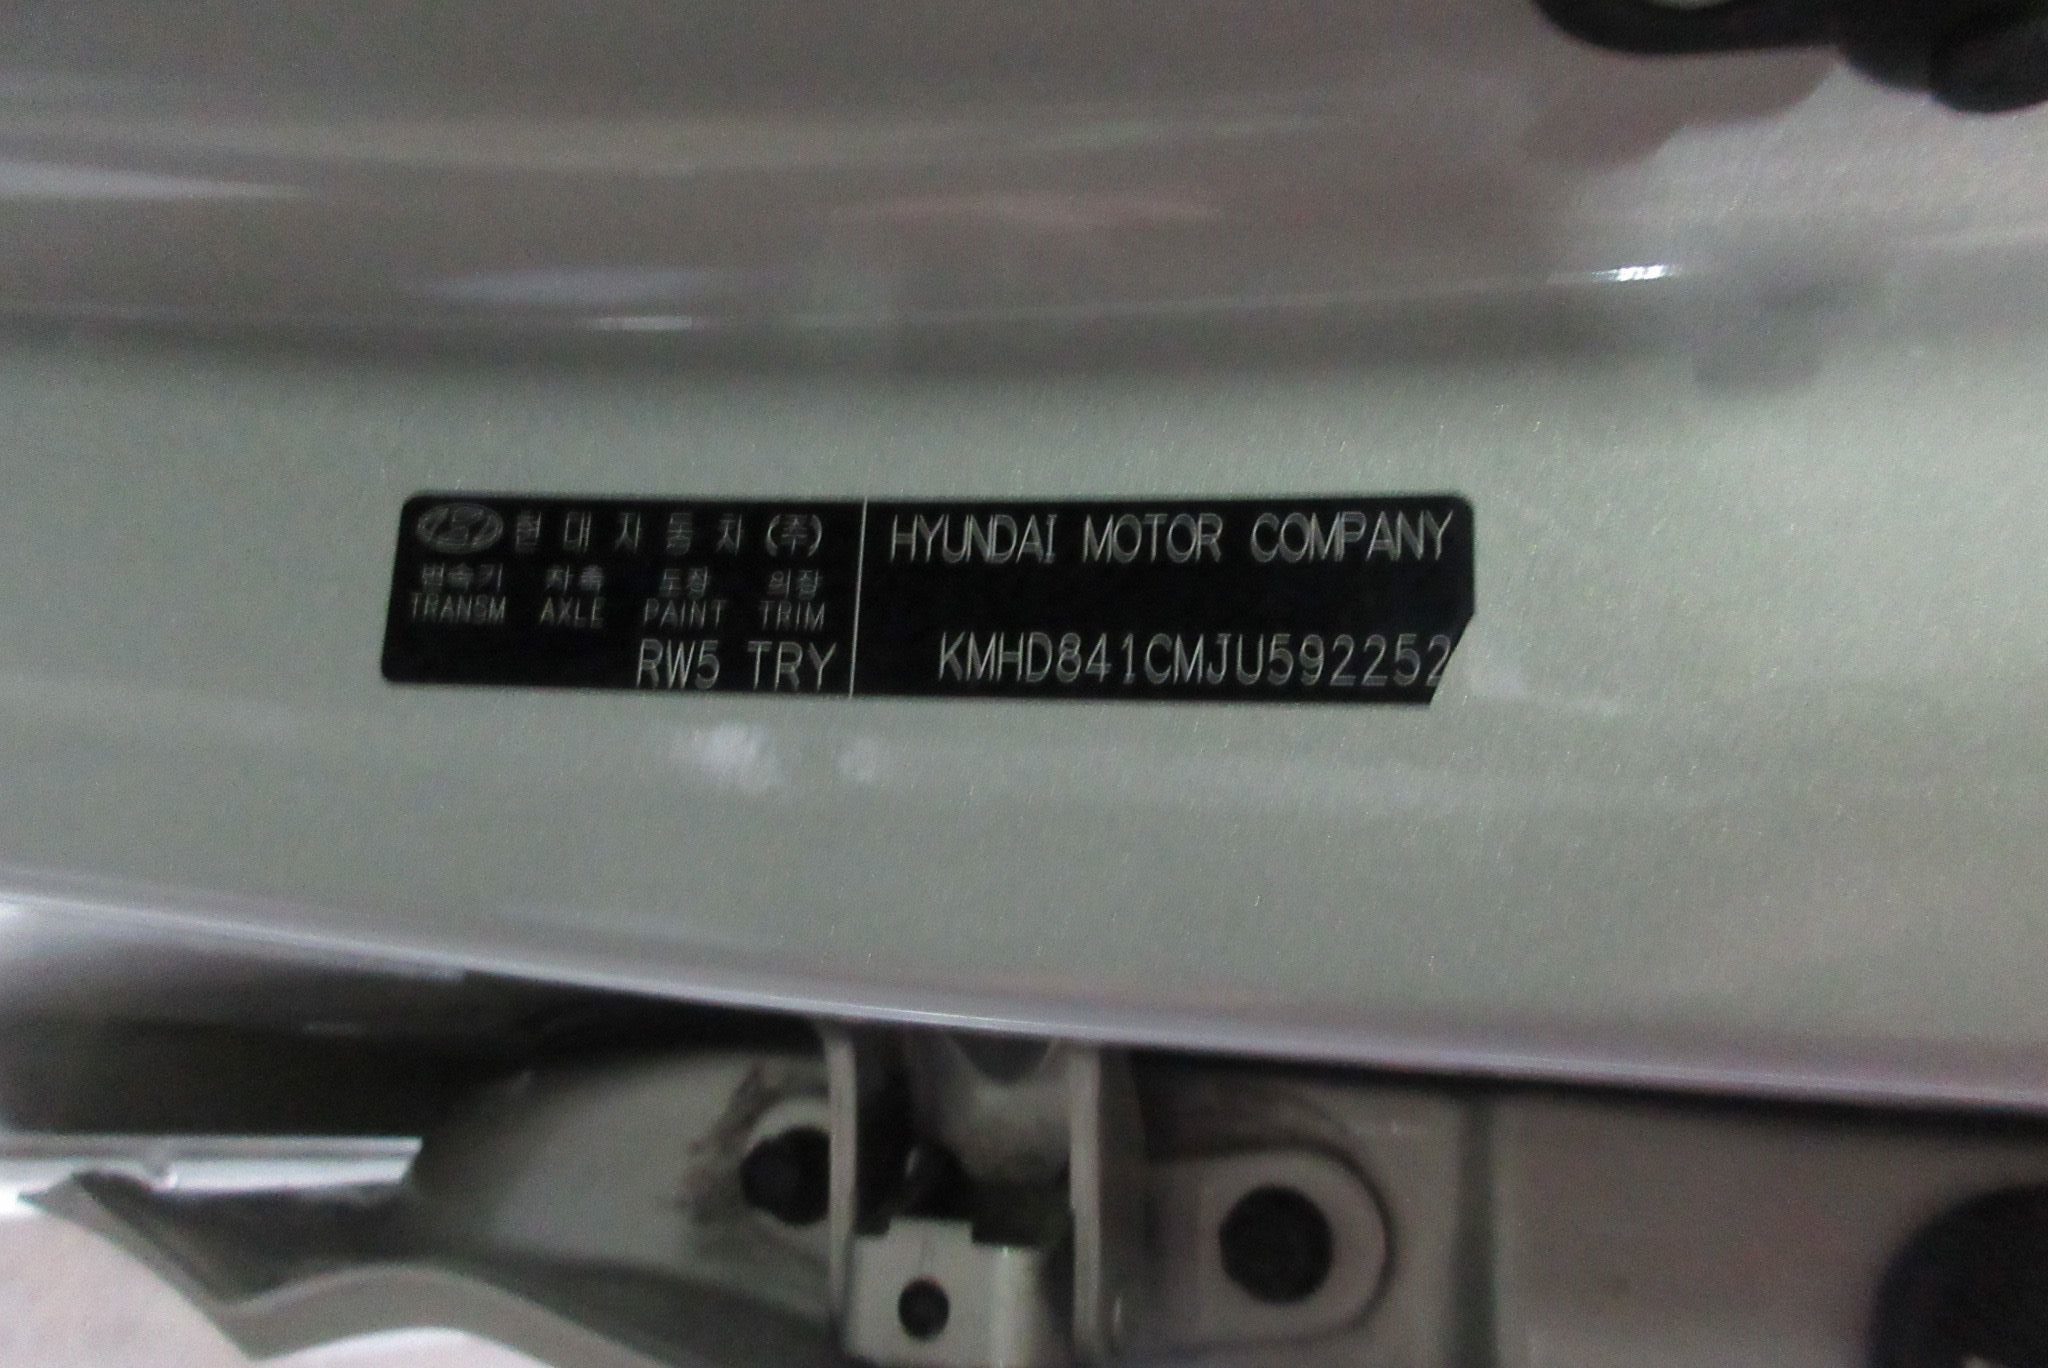 현대자동차(주) HYUNDAI MOTOR COMPANY
변속기 차축 도장 의장
TRANSM AXLE PAINT TRIM
RW5 TRY KMHD841CMJU592252